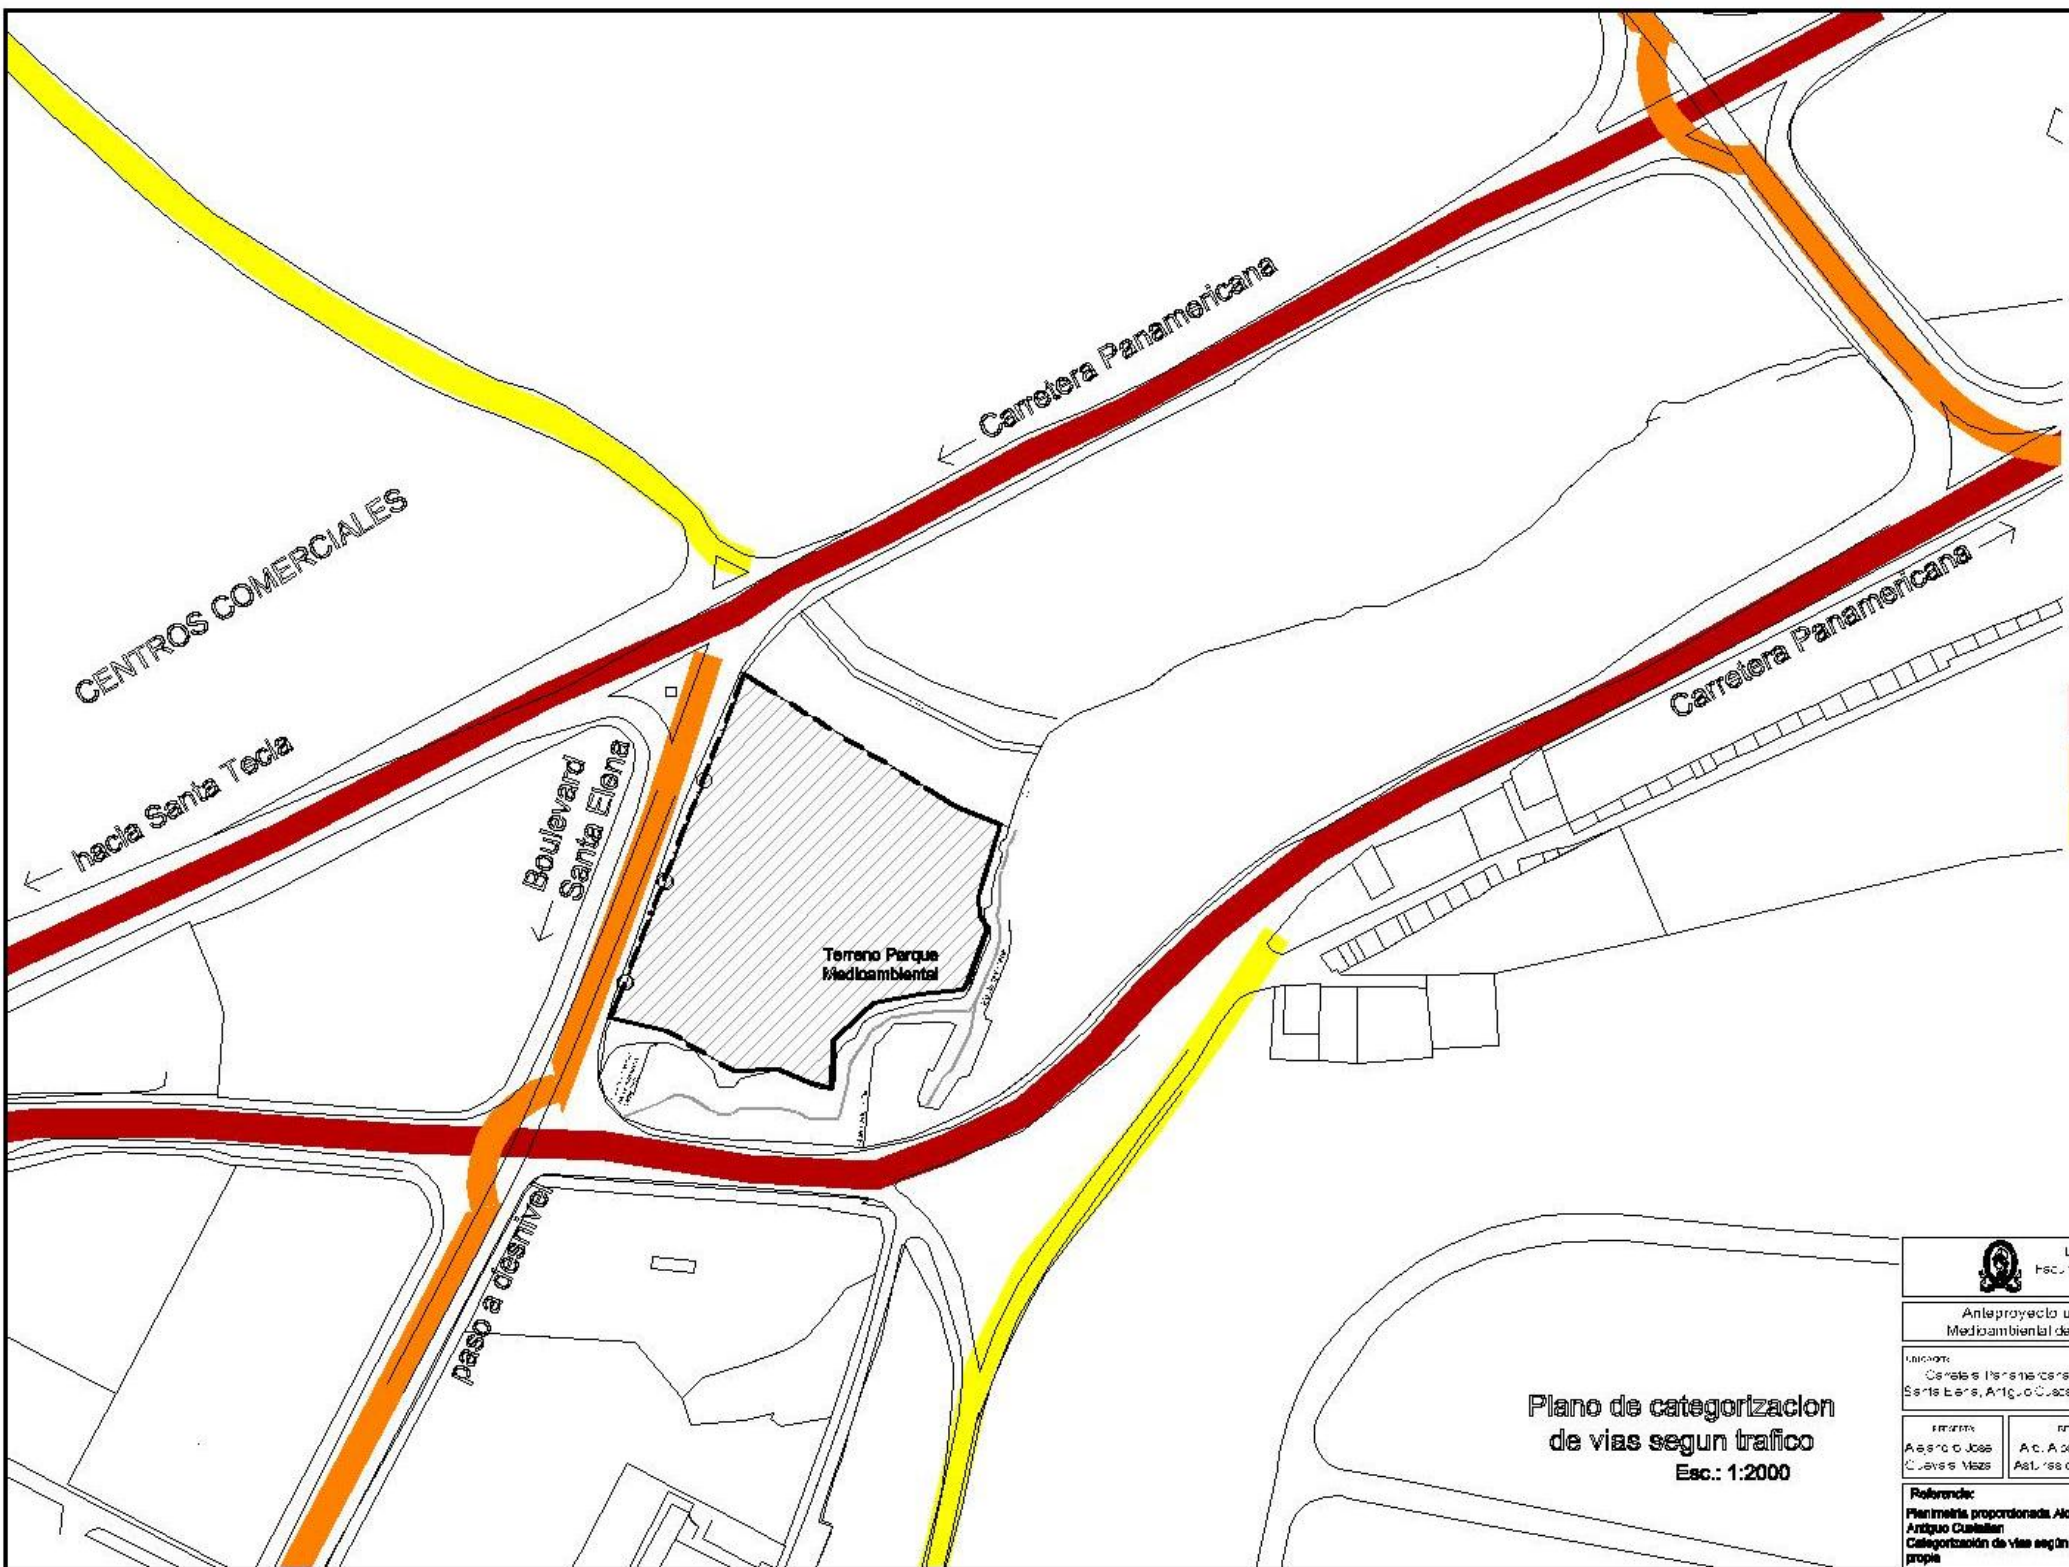 Carretera Panamericana
CENTROS COMERCIALES
Carretera Panamericana
hacia Santa Tecla
Boulevard
Santa Elena
Terreno Parque
Medioambiental
paso a desnivel
Plano de categorizacion
de vias segun trafico
Esc.: 1:2000
Anteproyecto
Medioambiental de
Referencia:
Planimetria proporcionada
Antiguo Cuscatlan
Categorización de vias según
propia